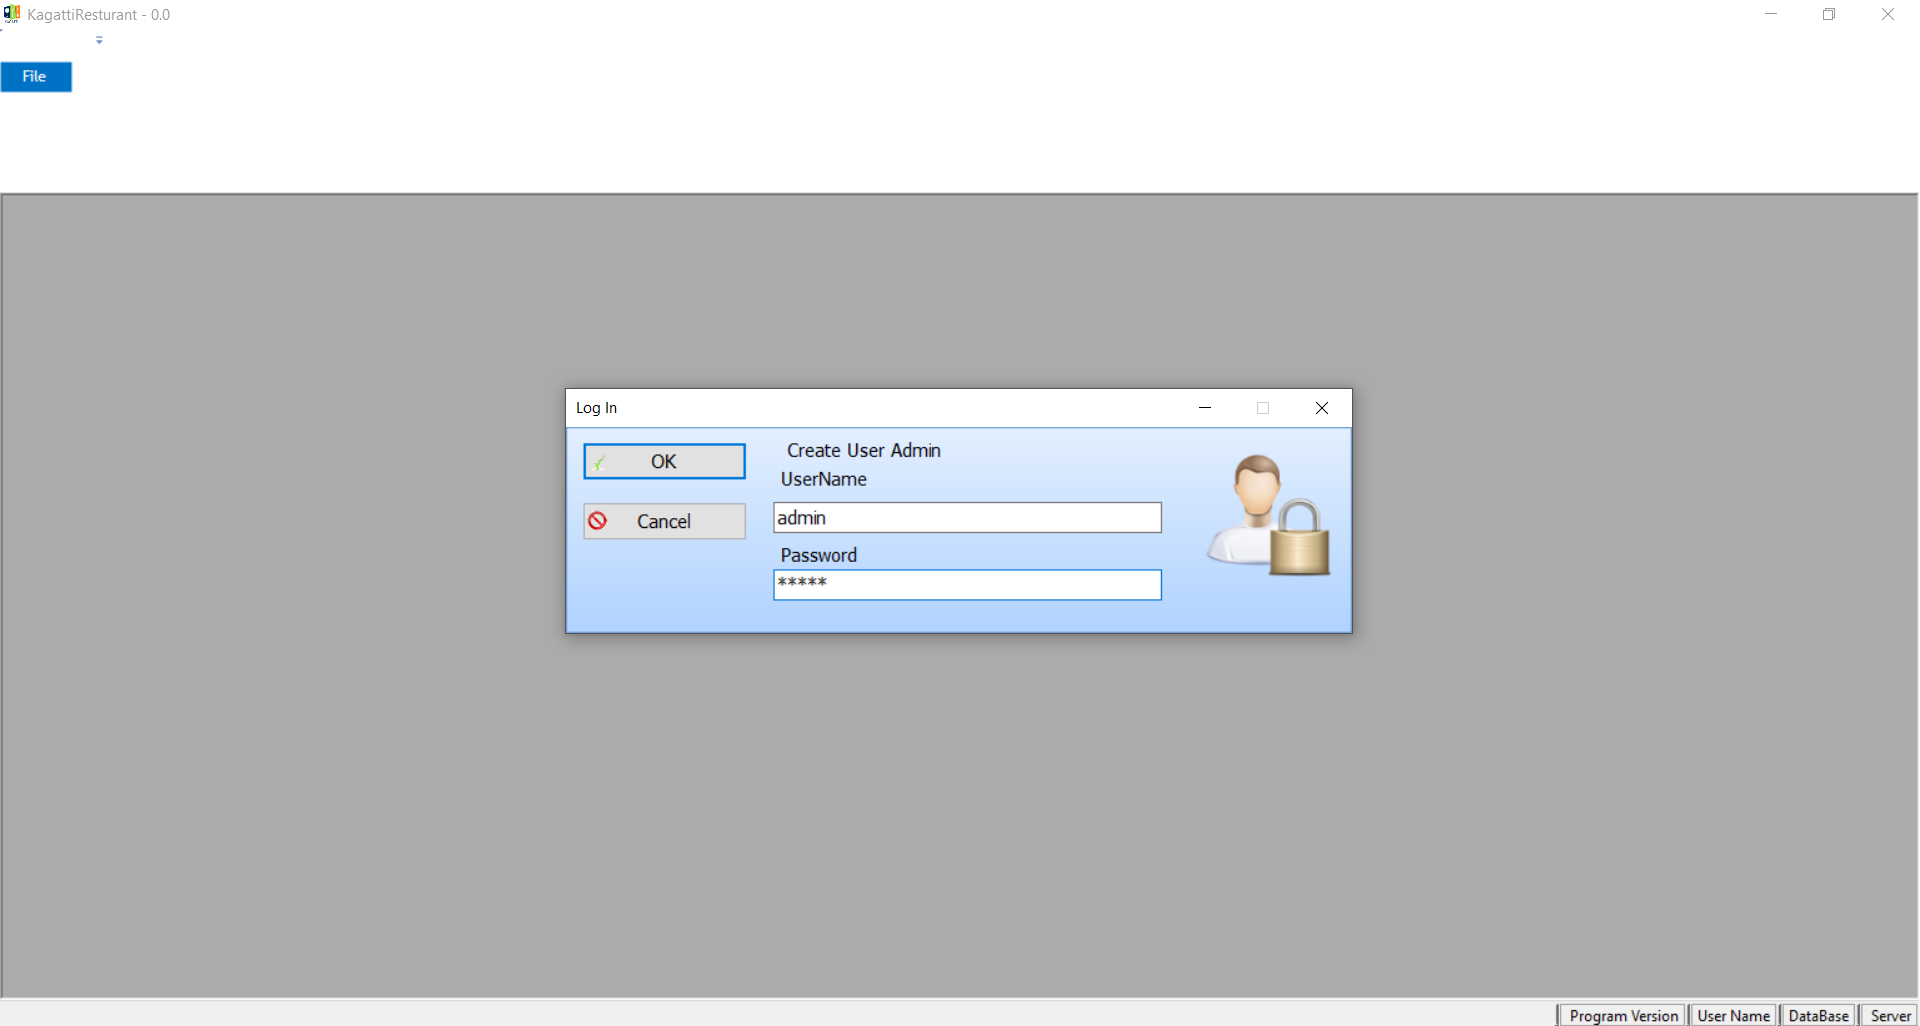 KagattiResturant - 0.0
File
Log In
OK
Cancel
Create User Admin
UserName
admin
Password
*****
Program Version
User Name
DataBase
Server